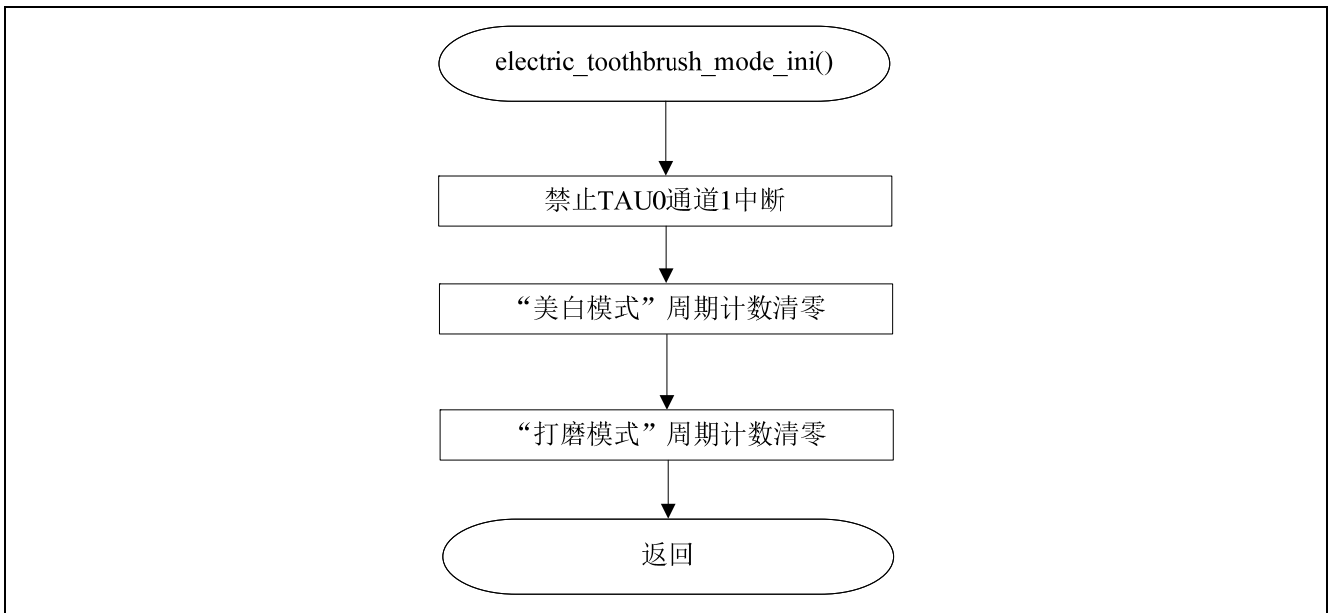 electric_toothbrush_mode_ini()
禁止TAU0通道1中断
“美白模式”周期计数清零
“打磨模式”周期计数清零
返回